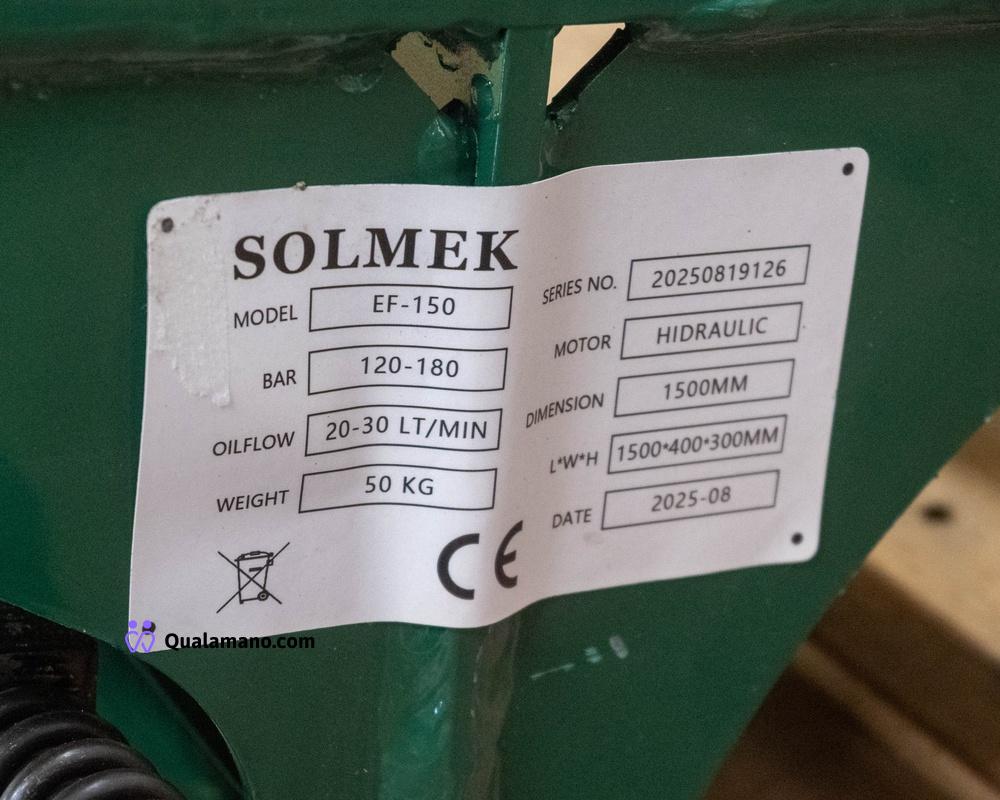 SOLMEK
MODEL EF-150
BAR 120-180
OILFLOW 20-30 LT/MIN
WEIGHT 50 KG
CE
SERIES NO. 20250819126
MOTOR HIDRAULIC
DIMENSION 1500MM
L*W*H 1500*400*300MM
DATE 2025-08
Qualamano.com